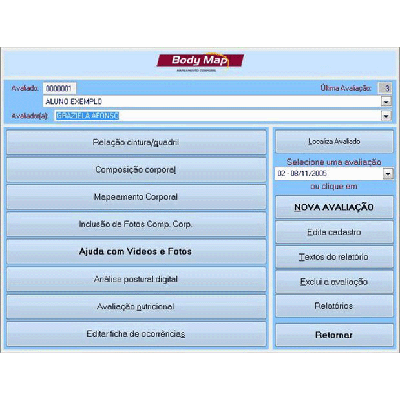 Body Map
AVALIAÇÃO CORPORAL
Avaliado: 0000001 Última Avaliação: 3
ALUNO EXEMPLO
Avaliador(a): GRAZIELA AFONSO
Relação cintura/quadril
Localiza Avaliado
Composição corporal
Selecione uma avaliação
02 - 08/11/2005
ou clique em
Mapeamento Corporal
NOVA AVALIAÇÃO
Inclusão de Fotos Comp. Corp.
Edita cadastro
Ajuda com Vídeos e Fotos
Textos do relatório
Análise postural digital
Exclui a avaliação
Avaliação nutricional
Relatórios
Editar ficha de ocorrências
Retornar